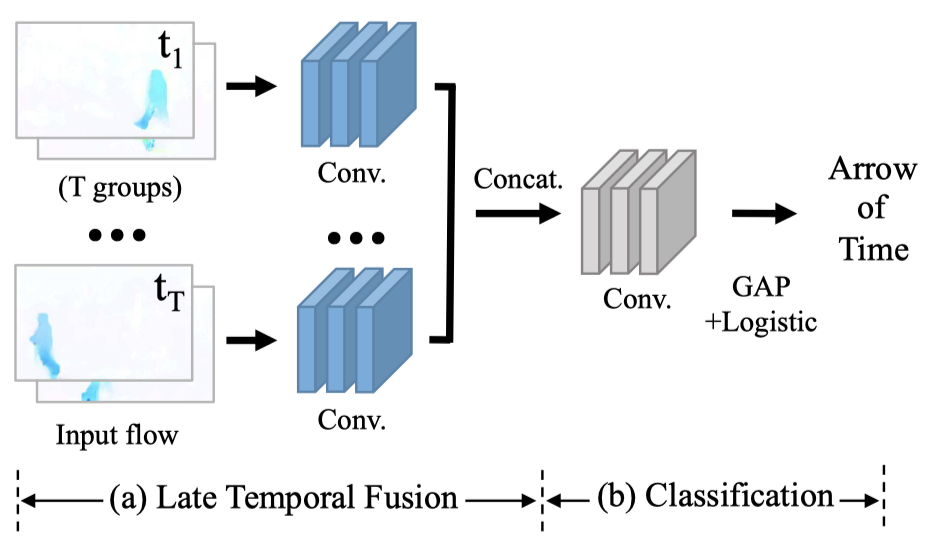 t1
(T groups)
Conv.
Concat.
tT
Input flow
Conv.
Conv.
GAP
+Logistic
Arrow
of
Time
(a) Late Temporal Fusion
(b) Classification